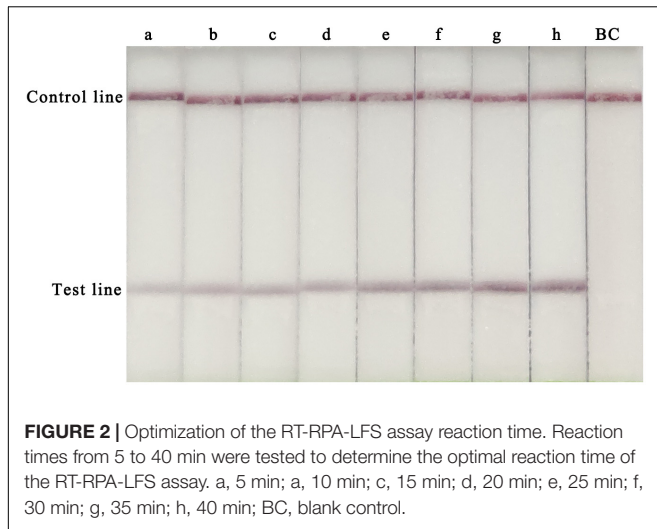 a b c d e f g h BC
Control line
Test line
FIGURE 2 | Optimization of the RT-RPA-LFS assay reaction time. Reaction
times from 5 to 40 min were tested to determine the optimal reaction time of
the RT-RPA-LFS assay. a, 5 min; a, 10 min; c, 15 min; d, 20 min; e, 25 min; f,
30 min; g, 35 min; h, 40 min; BC, blank control.